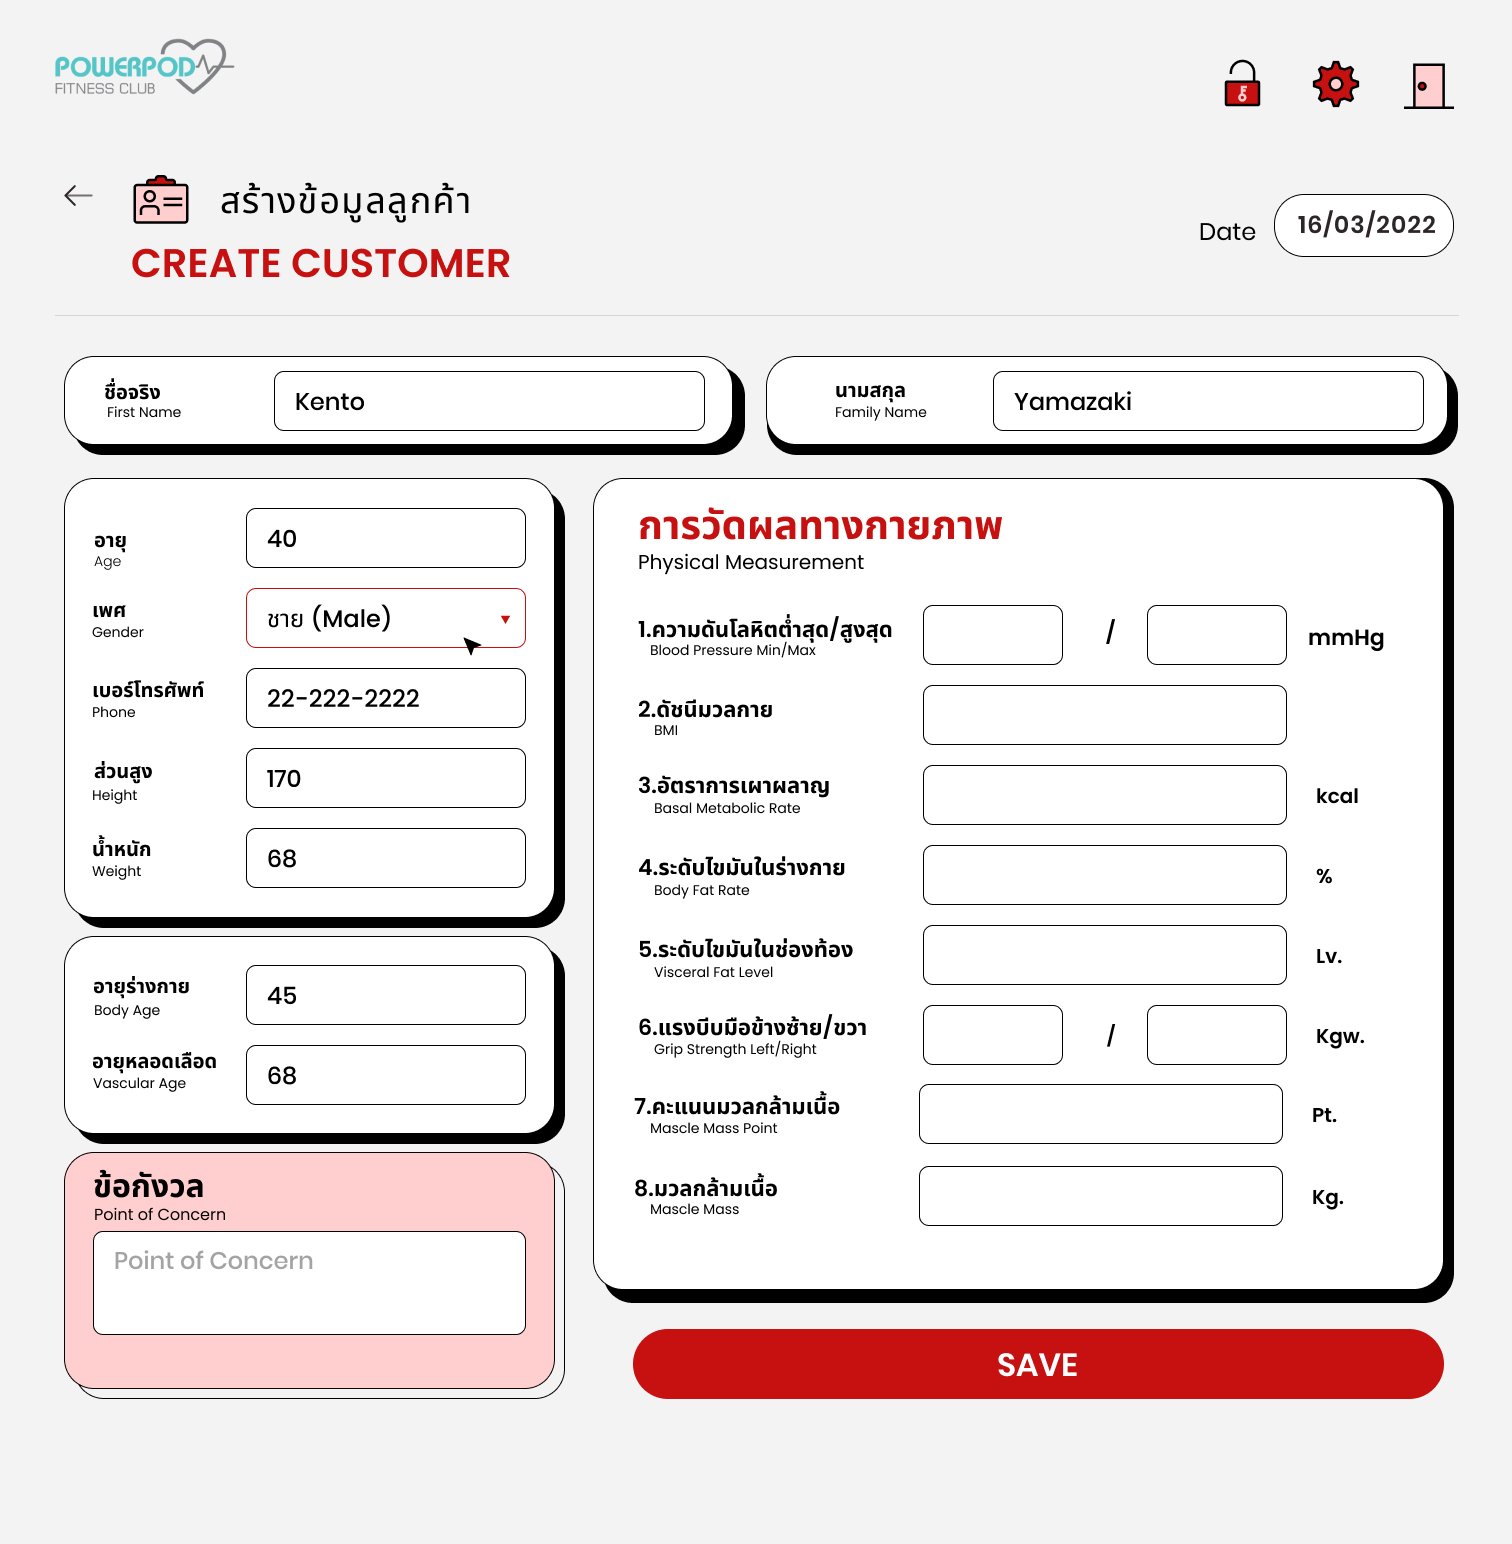 POWERPOD
FITNESS CLUB
สร้างข้อมูลลูกค้า
CREATE CUSTOMER
Date
16/03/2022
ชื่อจริง
First Name
Kento
นามสกุล
Family Name
Yamazaki
อายุ
Age
40
เพศ
Gender
ชาย (Male)
เบอร์โทรศัพท์
Phone
22-222-2222
ส่วนสูง
Height
170
น้ำหนัก
Weight
68
อายุร่างกาย
Body Age
45
อายุหลอดเลือด
Vascular Age
68
ข้อกังวล
Point of Concern
Point of Concern
การวัดผลทางกายภาพ
Physical Measurement
1.ความดันโลหิตต่ำสุด/สูงสุด
Blood Pressure Min/Max
/
mmHg
2.ดัชนีมวลกาย
BMI
3.อัตราการเผาผลาญ
Basal Metabolic Rate
kcal
4.ระดับไขมันในร่างกาย
Body Fat Rate
%
5.ระดับไขมันในช่องท้อง
Visceral Fat Level
Lv.
6.แรงบีบมือข้างซ้าย/ขวา
Grip Strength Left/Right
/
Kgw.
7.คะแนนมวลกล้ามเนื้อ
Mascle Mass Point
Pt.
8.มวลกล้ามเนื้อ
Mascle Mass
Kg.
SAVE